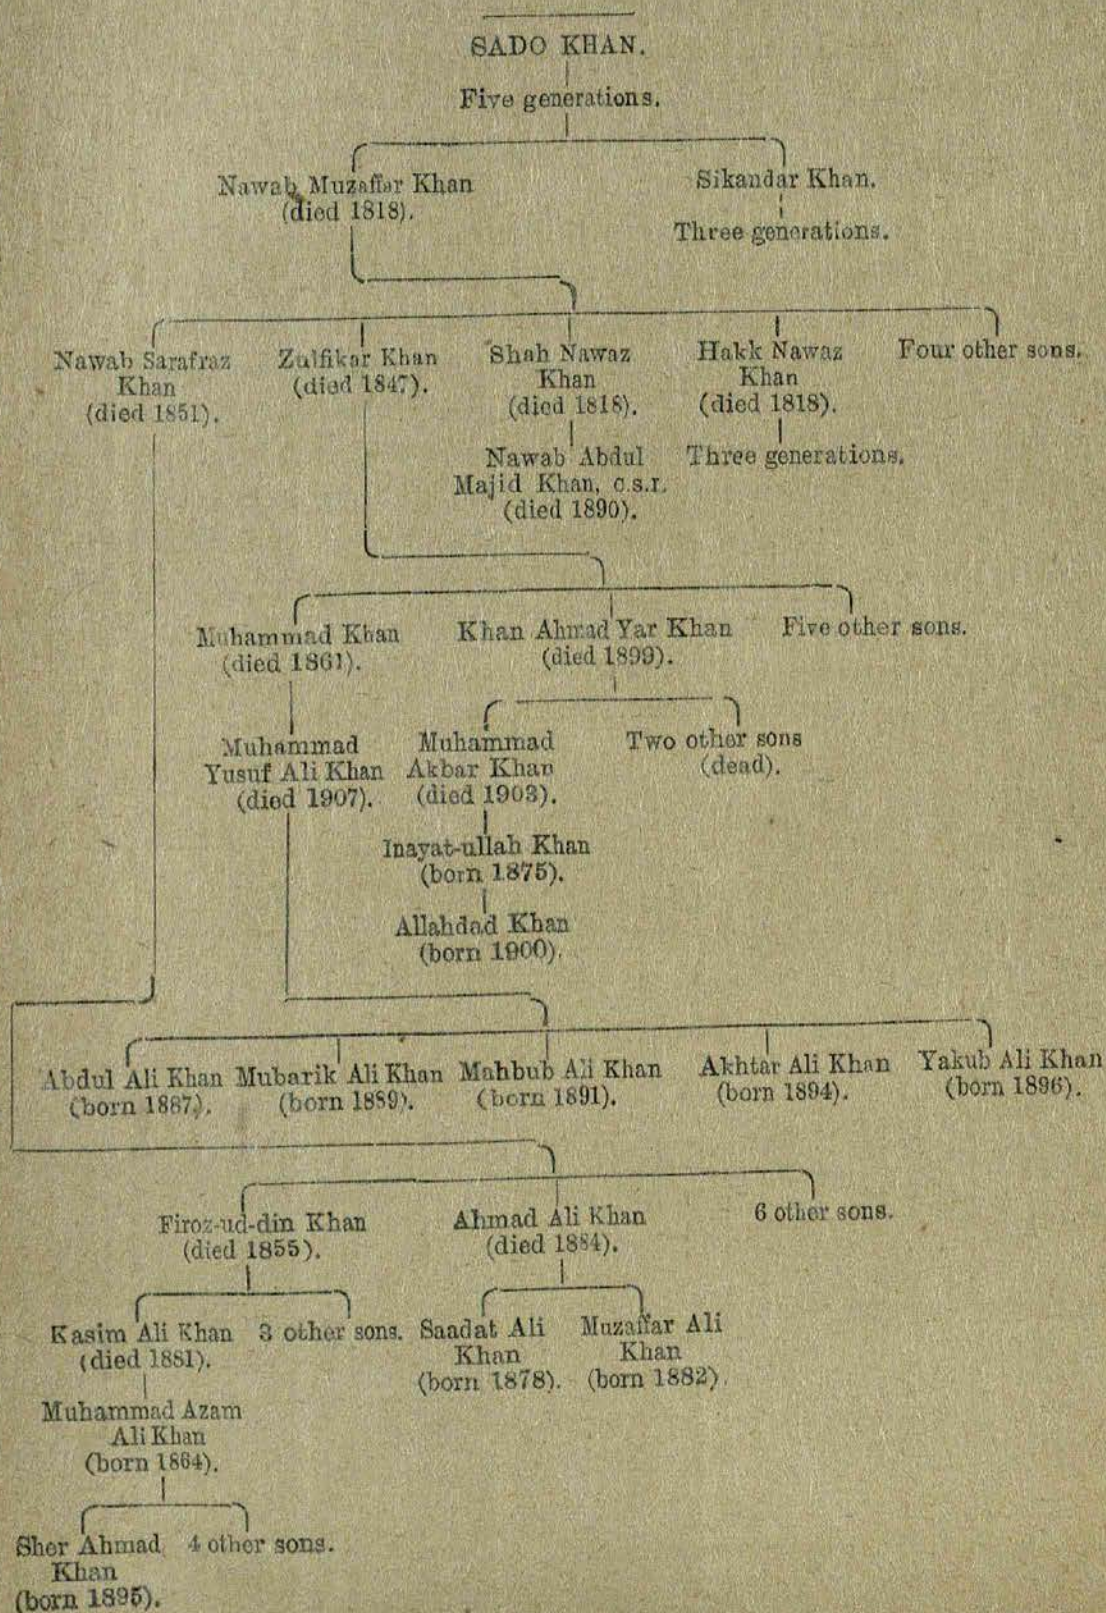 SADO KHAN.
Five generations.
Nawab Muzaffar Khan
(died 1818).
Sikandar Khan.
Three generations.
Nawab Sarafraz
Khan
(died 1851).
Zulfikar Khan
(died 1847).
Shah Nawaz
Khan
(died 1818).
Hakk Nawaz
Khan
(died 1818).
Four other sons.
Nawab Abdul
Majid Khan, C.S.I.
(died 1890).
Three generations.
Muhammad Khan
(died 1861).
Khan Ahmad Yar Khan
(died 1899).
Five other sons.
Muhammad
Yusuf Ali Khan
(died 1907).
Muhammad
Akbar Khan
(died 1903).
Two other sons
(dead).
Inayat-ullah Khan
(born 1875).
Allahdad Khan
(born 1900).
Abdul Ali Khan
(born 1887).
Mubarik Ali Khan
(born 1889).
Mahbub Ali Khan
(born 1891).
Akhtar Ali Khan
(born 1894).
Yakub Ali Khan
(born 1896).
Firoz-ud-din Khan
(died 1855).
Ahmad Ali Khan
(died 1884).
6 other sons.
Kasim Ali Khan
(died 1881).
3 other sons.
Saadat Ali
Khan
(born 1878).
Muzaffar Ali
Khan
(born 1882).
Muhammad Azam
Ali Khan
(born 1864).
Sher Ahmad
Khan
(born 1895).
4 other sons.